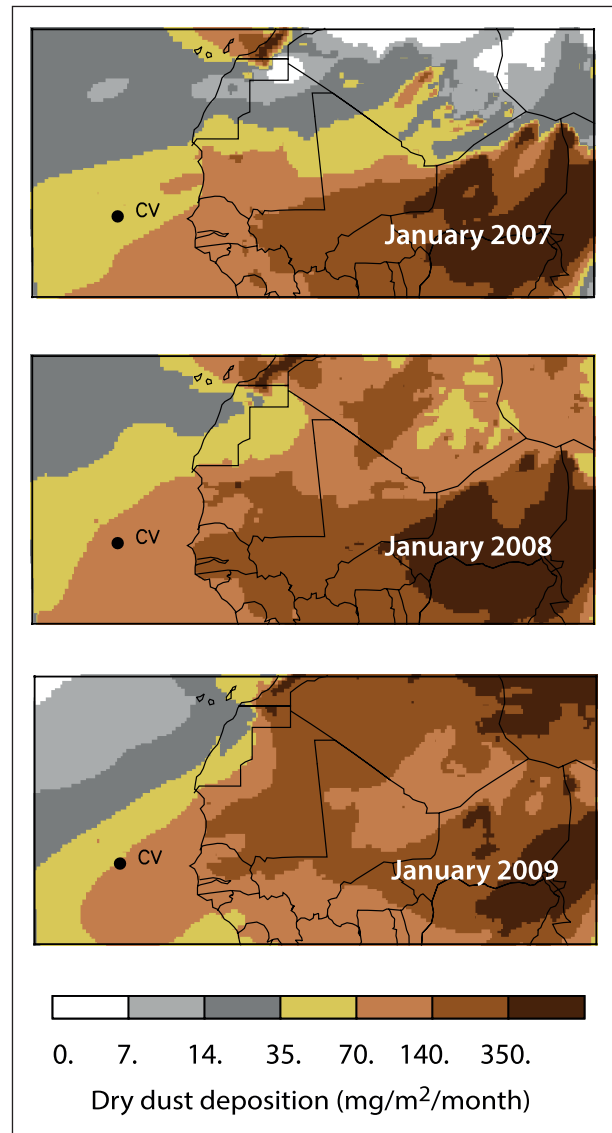 CV
January 2007
CV
January 2008
CV
January 2009
0. 7. 14. 35. 70. 140. 350.
Dry dust deposition (mg/m²/month)